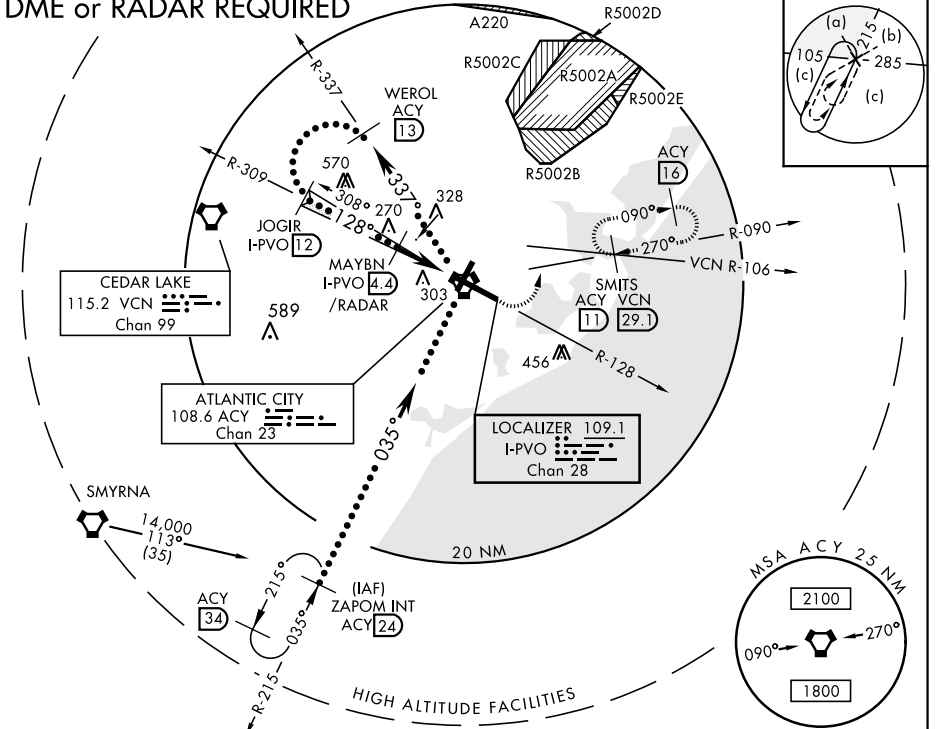 DME or RADAR REQUIRED
A220
R5002D
R5002C
R5002A
R5002E
R5002B
(a)
215
(b)
105
285
(c)
(c)
R-337
WEROL
ACY
13
R-309
570
337°
328
308°
128°
270
JOGIR
I-PVO 12
MAYBN
I-PVO 4.4
/RADAR
303
ACY
16
090°
270°
R-090
VCN R-106
SMITS
ACY VCN
11 29.1
CEDAR LAKE
115.2 VCN
Chan 99
589
456
R-128
ATLANTIC CITY
108.6 ACY
Chan 23
LOCALIZER 109.1
I-PVO
Chan 28
035°
SMYRNA
14,000
113°
(35)
20 NM
215°
035°
(IAF)
ZAPOM INT
ACY 24
ACY
34
R-215
HIGH ALTITUDE FACILITIES
MSA ACY 25 NM
2100
090°
270°
1800